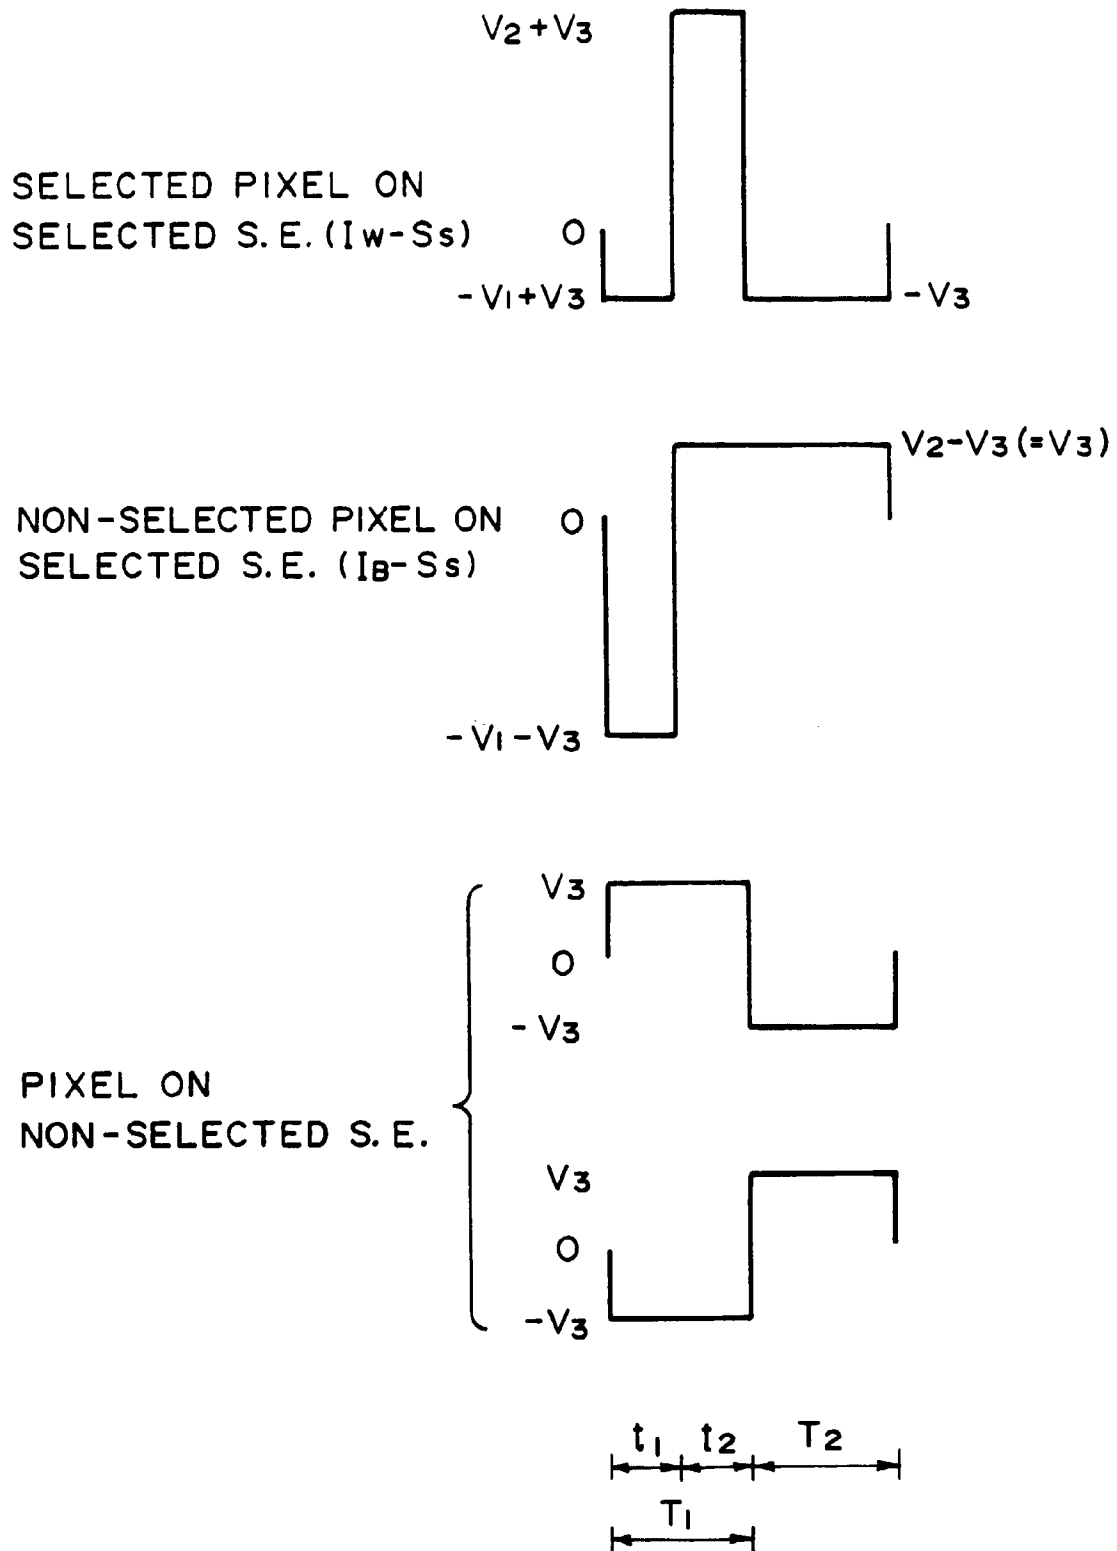 V2+V3
SELECTED PIXEL ON
SELECTED S.E. (IW-Ss)
0
-V1+V3
-V3
V2-V3(=V3)
NON-SELECTED PIXEL ON
SELECTED S.E. (IB-Ss)
0
-V1-V3
V3
0
-V3
PIXEL ON
NON-SELECTED S.E.
V3
0
-V3
t1 t2 T2
T1